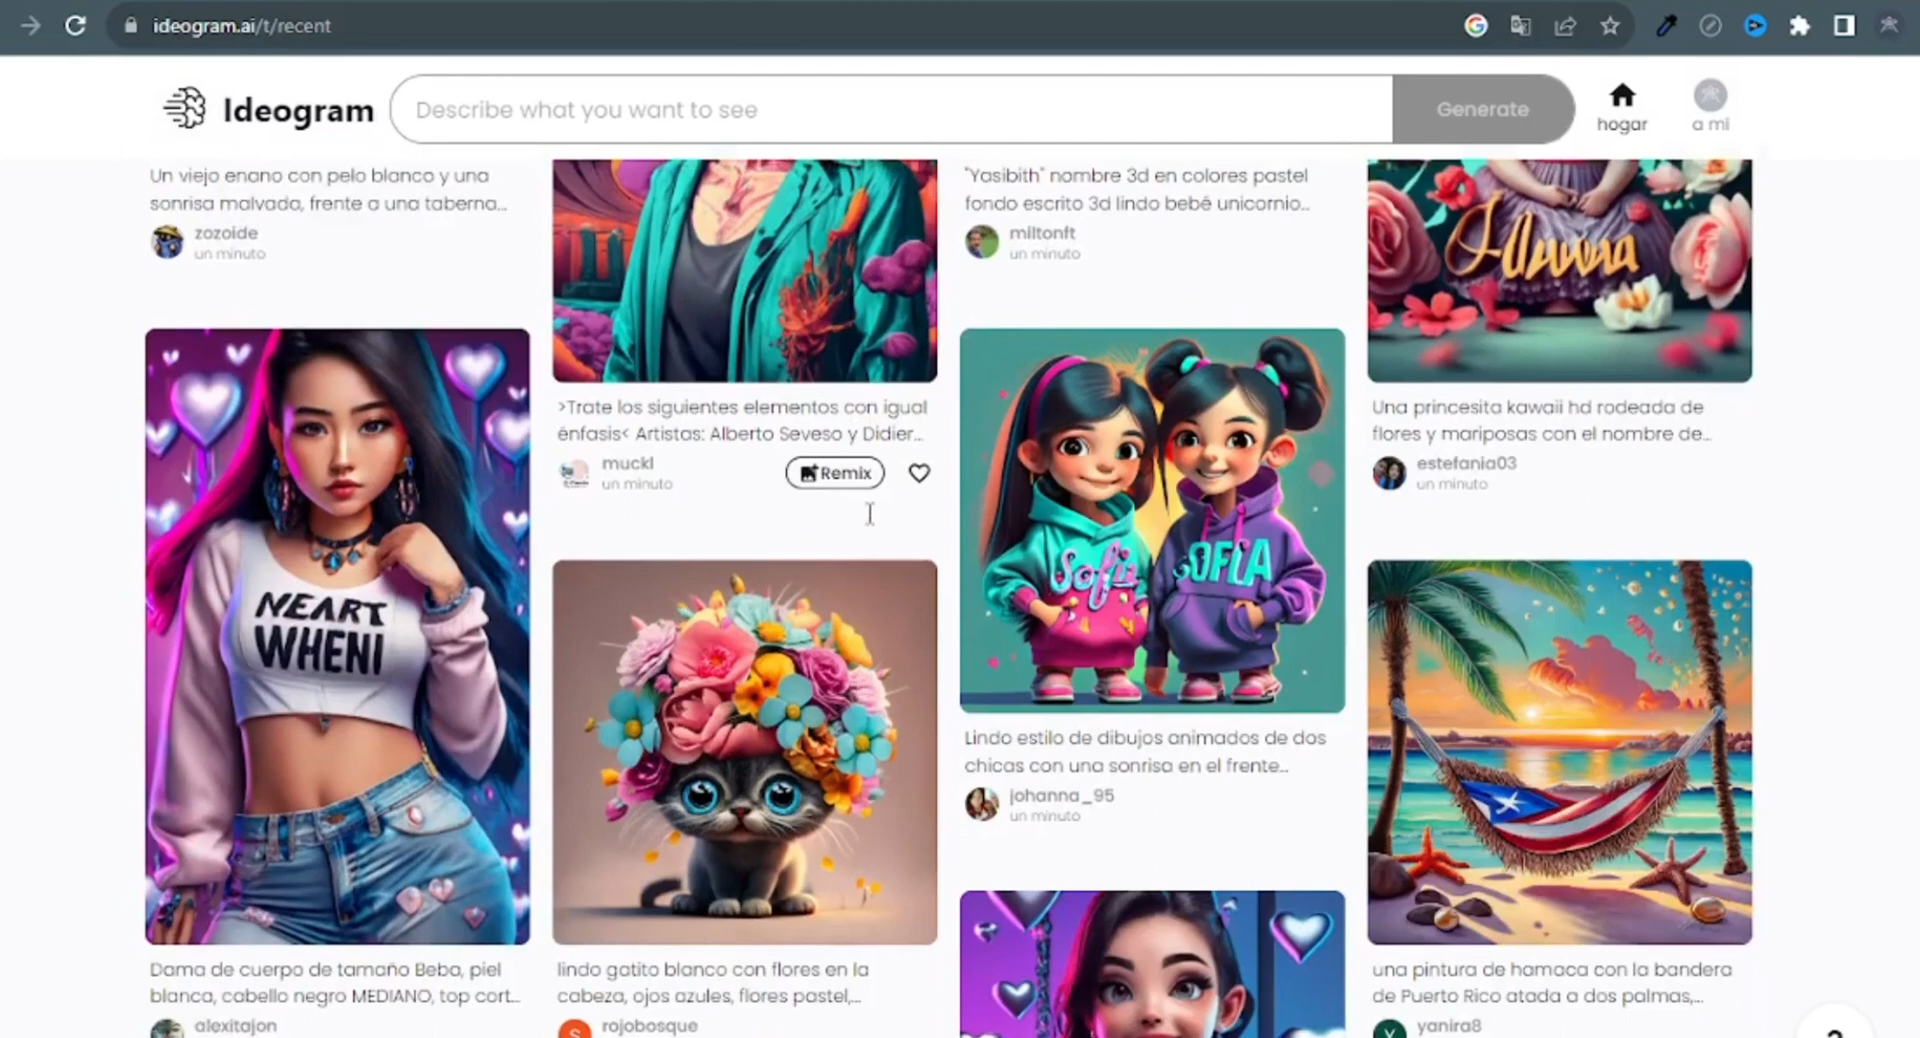 ideogram.ai/t/recent
Ideogram
Describe what you want to see
Generate
hogar
a mi
Un viejo enano con pelo blanco y una
sonrisa malvada, frente a una taberna...
zozoide
un minuto
"Yasibith" nombre 3d en colores pastel
fondo escrito 3d lindo bebé unicornio...
miltonft
un minuto
>Trate los siguientes elementos con igual
énfasis< Artistas: Alberto Seveso y Didier...
muckl
un minuto
Remix
Una princesita kawaii hd rodeada de
flores y mariposas con el nombre de...
estefania03
un minuto
NEART
WHENI
SOFIA
Lindo estilo de dibujos animados de dos
chicas con una sonrisa en el frente...
johanna_95
un minuto
Dama de cuerpo de tamaño Beba, piel
blanca, cabello negro MEDIANO, top cort...
alexitajon
lindo gatito blanco con flores en la
cabeza, ojos azules, flores pastel,...
rojobosque
una pintura de hamaca con la bandera
de Puerto Rico atada a dos palmas,...
yanira8